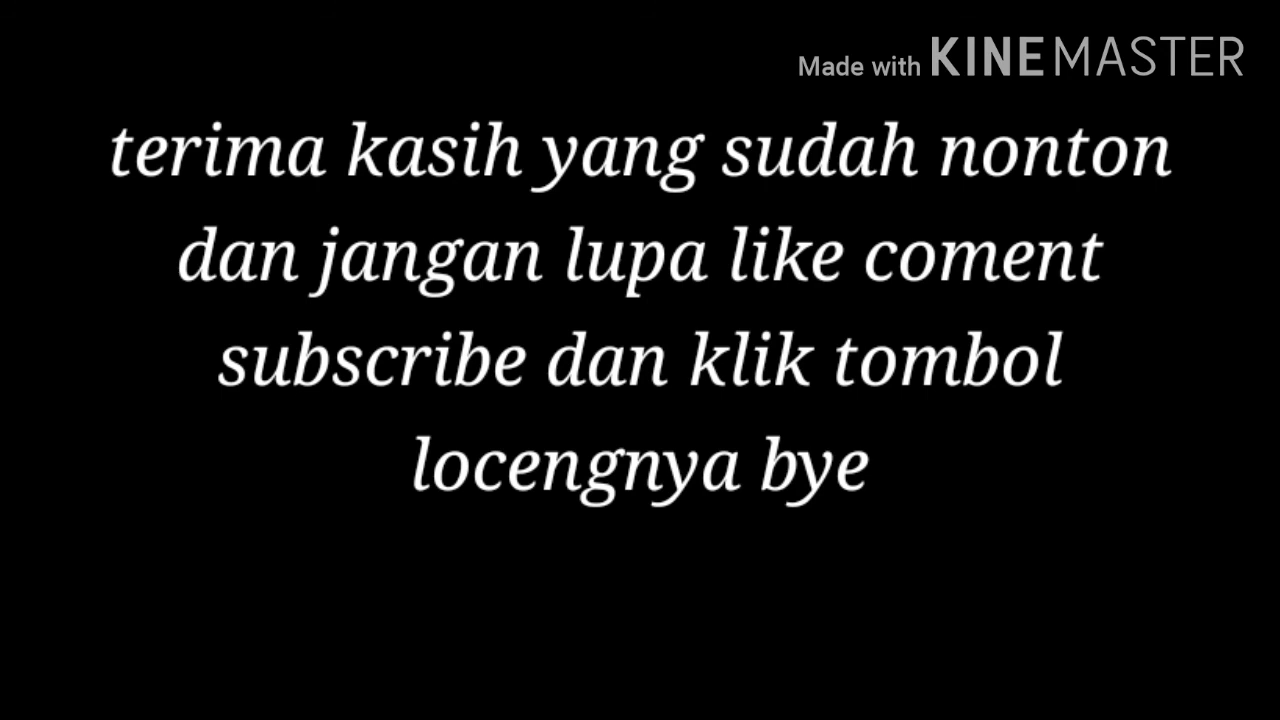 Made with KINEMASTER
terima kasih yang sudah nonton
dan jangan lupa like coment
subscribe dan klik tombol
locengnya bye